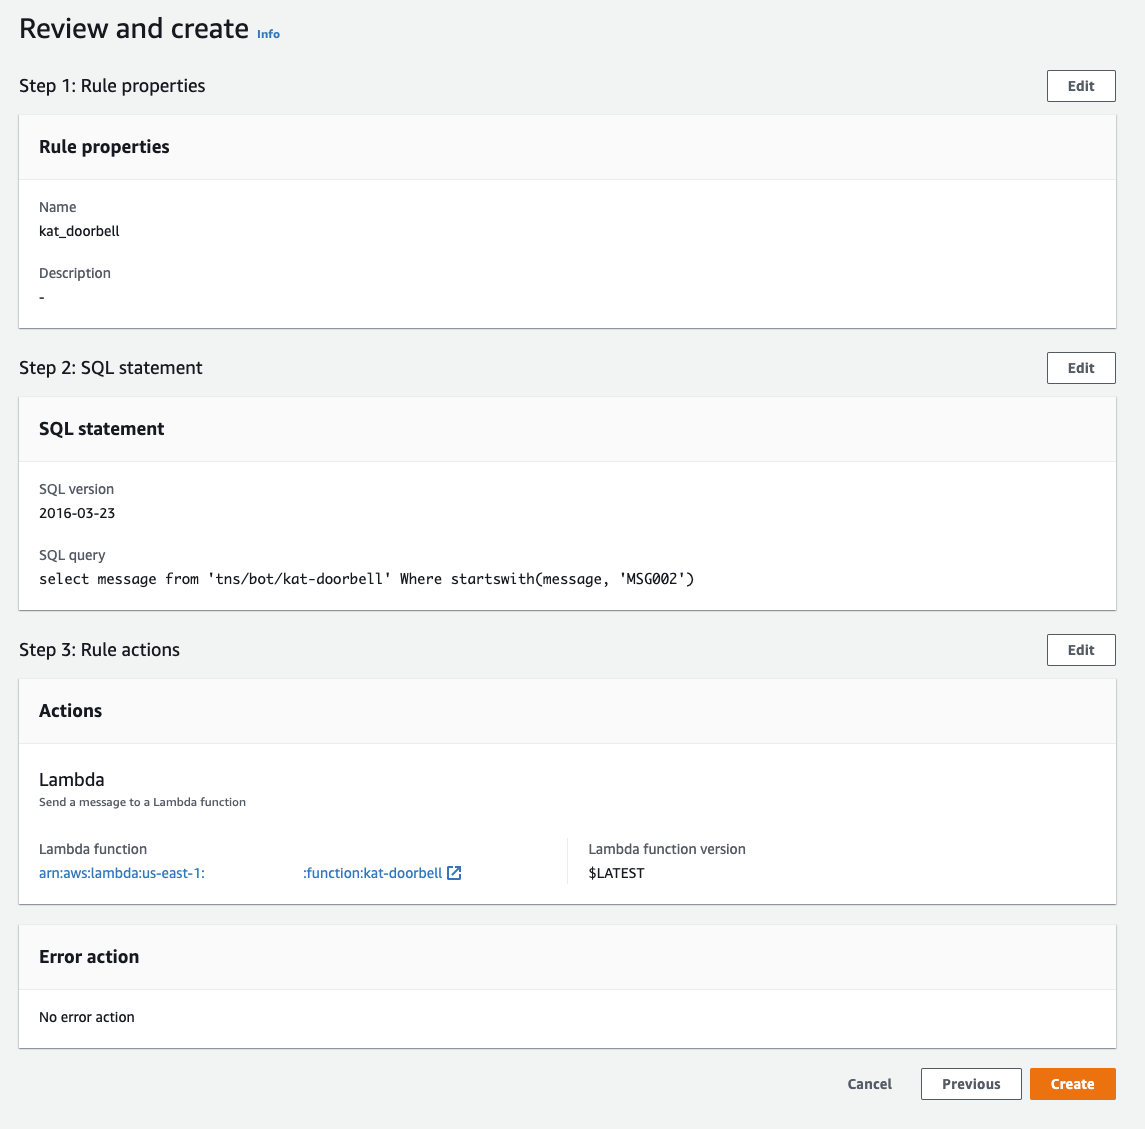 Review and create Info
Step 1: Rule properties
Edit
Rule properties
Name
kat_doorbell
Description
-
Step 2: SQL statement
Edit
SQL statement
SQL version
2016-03-23
SQL query
select message from 'tns/bot/kat-doorbell' Where startswith(message, 'MSG002')
Step 3: Rule actions
Edit
Actions
Lambda
Send a message to a Lambda function
Lambda function
arn:aws:lambda:us-east-1: :function:kat-doorbell
Lambda function version
$LATEST
Error action
No error action
Cancel
Previous
Create